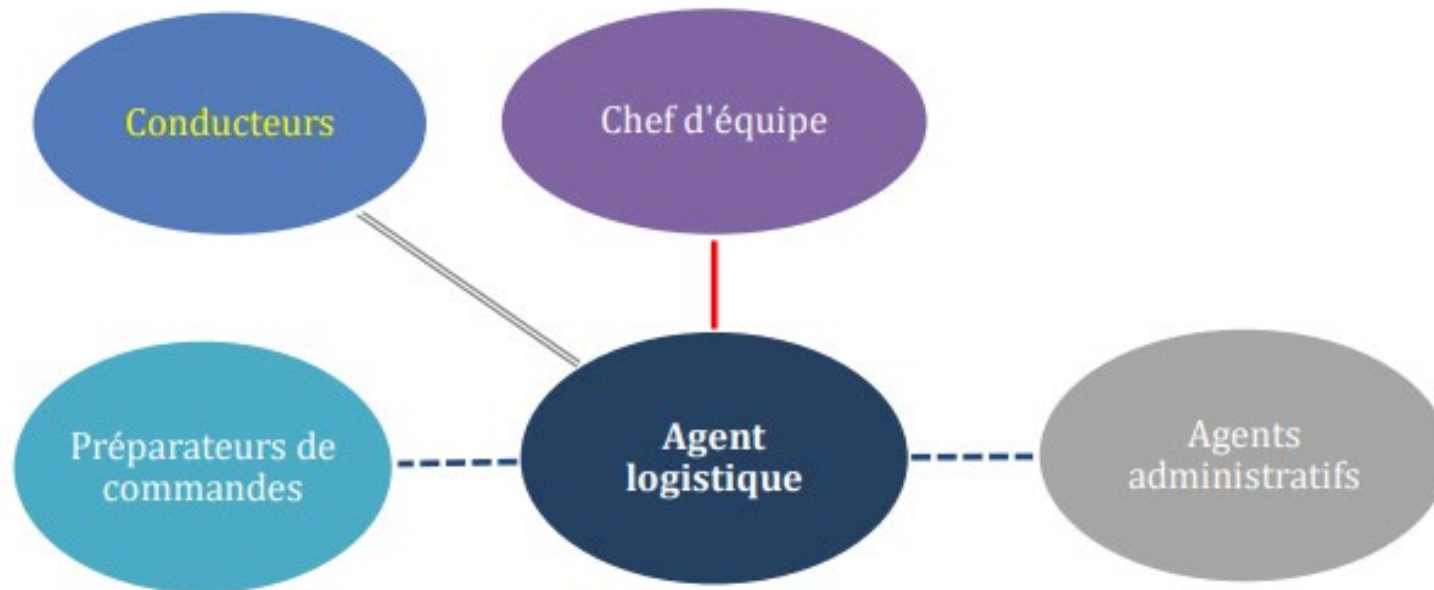 Conducteurs
Chef d'équipe
Préparateurs de
commandes
Agent
logistique
Agents
administratifs